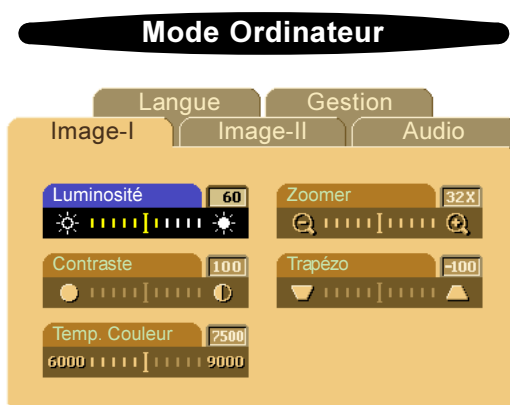 Mode Ordinateur
Langue Gestion
Image-I Image-II Audio
Luminosité 60
Zoomer 32X
Contraste 100
Trapézo -100
Temp. Couleur 7500
6000 9000